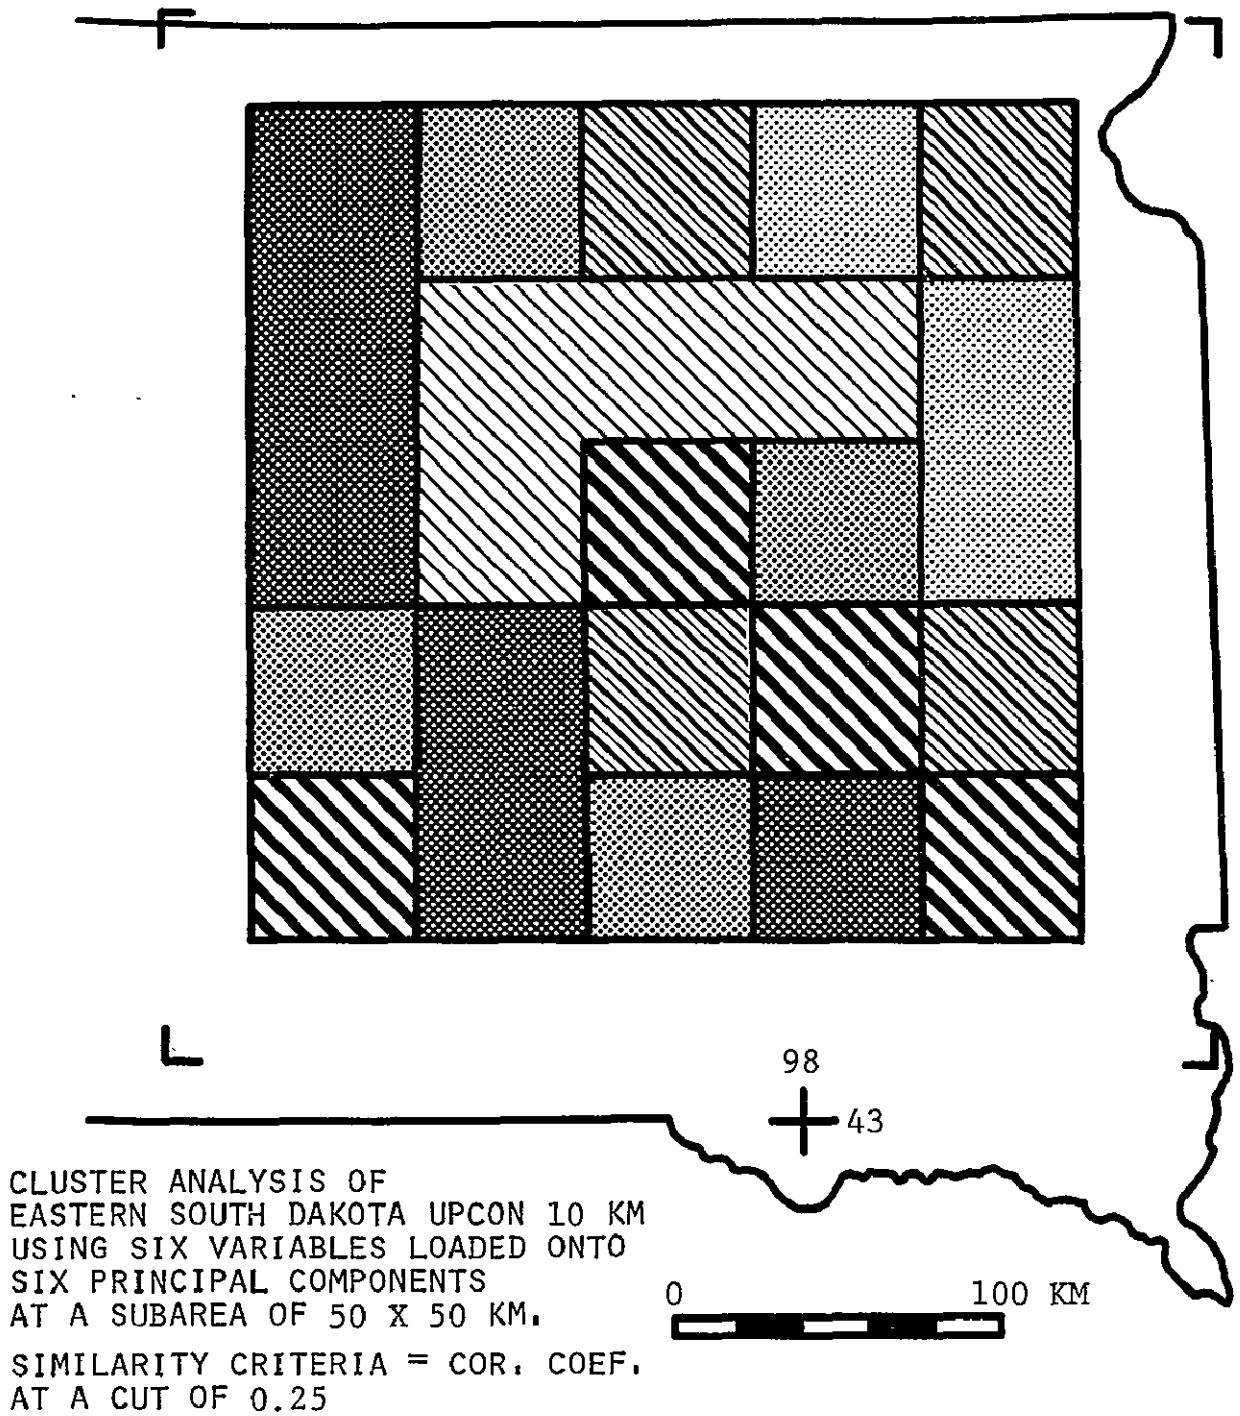 98
43
CLUSTER ANALYSIS OF
EASTERN SOUTH DAKOTA UPCON 10 KM
USING SIX VARIABLES LOADED ONTO
SIX PRINCIPAL COMPONENTS
AT A SUBAREA OF 50 X 50 KM.
0 100 KM
SIMILARITY CRITERIA = COR. COEF.
AT A CUT OF 0.25